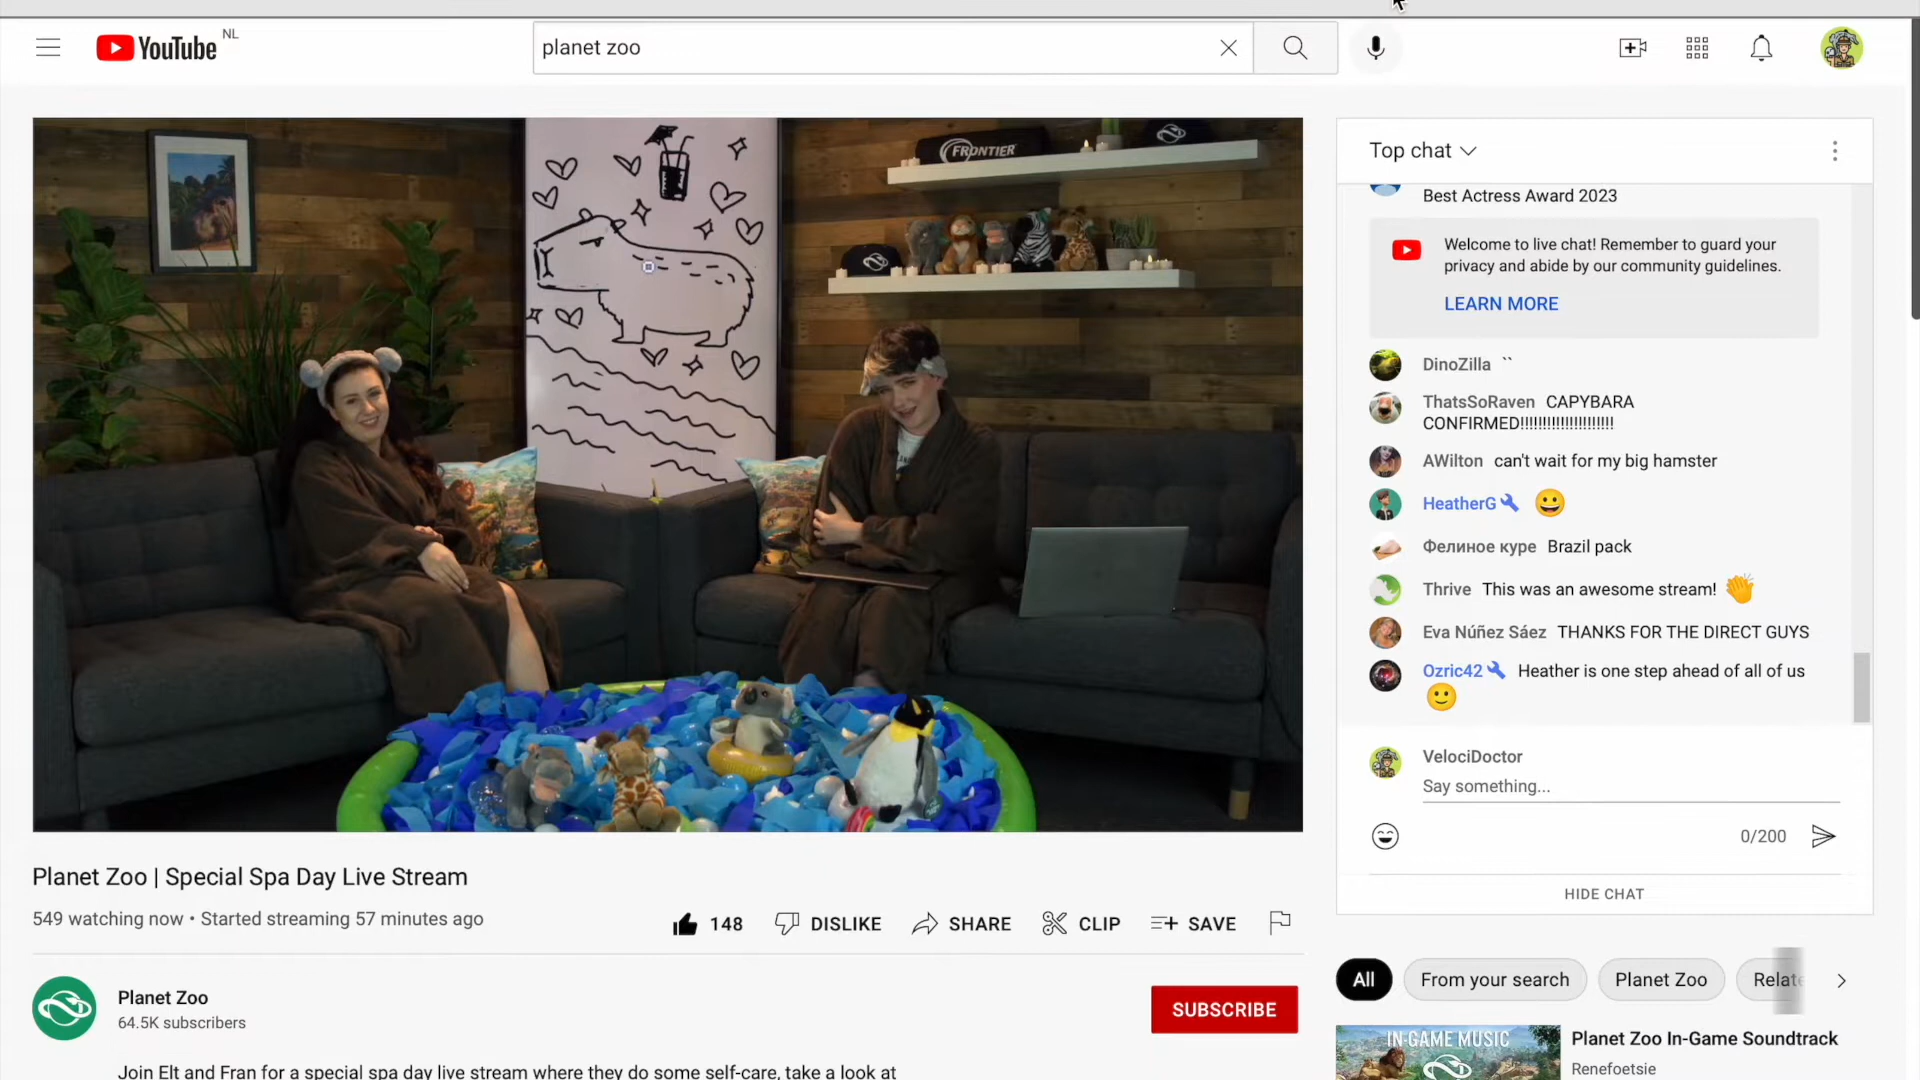 YouTube NL
planet zoo
FRONTIER
Top chat
Best Actress Award 2023
Welcome to live chat! Remember to guard your
privacy and abide by our community guidelines.
LEARN MORE
DinoZilla ``
ThatsSoRaven CAPYBARA
CONFIRMED!!!!!!!!!!!!!!!!!!!!!
AWilton can't wait for my big hamster
HeatherG 😀
Фелиное куре Brazil pack
Thrive This was an awesome stream! 👏
Eva Núñez Sáez THANKS FOR THE DIRECT GUYS
Ozric42 Heather is one step ahead of all of us
🙂
VelociDoctor
Say something...
0/200
HIDE CHAT
Planet Zoo | Special Spa Day Live Stream
549 watching now • Started streaming 57 minutes ago
148 DISLIKE SHARE CLIP SAVE
Planet Zoo
64.5K subscribers
SUBSCRIBE
Join Elt and Fran for a special spa day live stream where they do some self-care, take a look at
All From your search Planet Zoo Relate
IN-GAME MUSIC
Planet Zoo In-Game Soundtrack
Renefoetsie